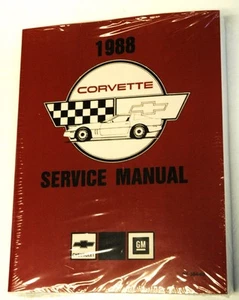 1988
CORVETTE
SERVICE MANUAL
GM